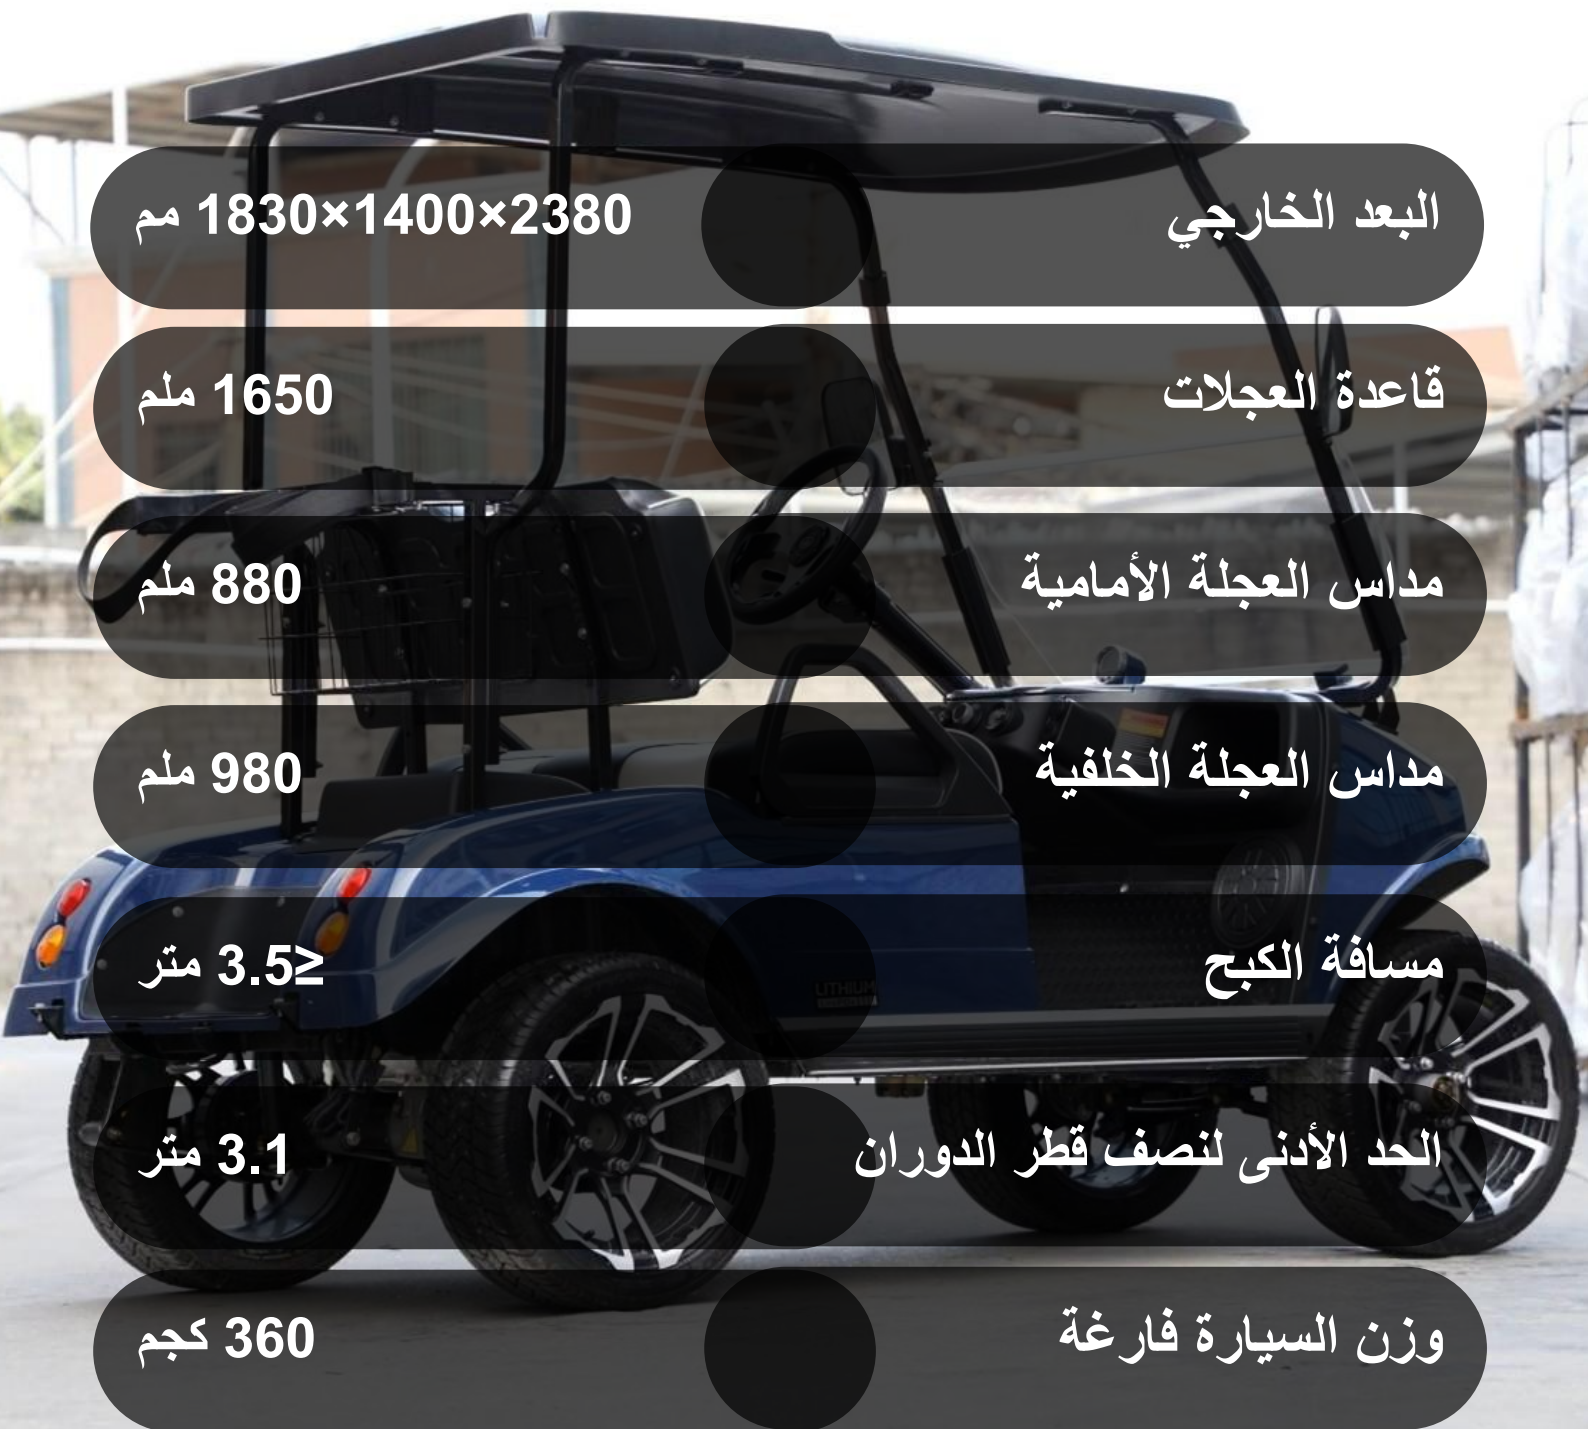 البعد الخارجي
1830×1400×2380 مم
قاعدة العجلات
1650 ملم
مداس العجلة الأمامية
880 ملم
مداس العجلة الخلفية
980 ملم
مسافة الكبح
≤3.5 متر
الحد الأدنى لنصف قطر الدوران
3.1 متر
LITHIUM
وزن السيارة فارغة
360 كجم